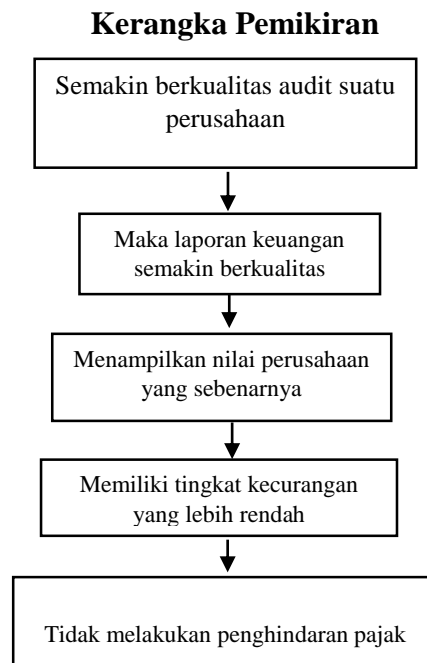 Kerangka Pemikiran
Semakin berkualitas audit suatu
perusahaan
Maka laporan keuangan
semakin berkualitas
Menampilkan nilai perusahaan
yang sebenarnya
Memiliki tingkat kecurangan
yang lebih rendah
Tidak melakukan penghindaran pajak